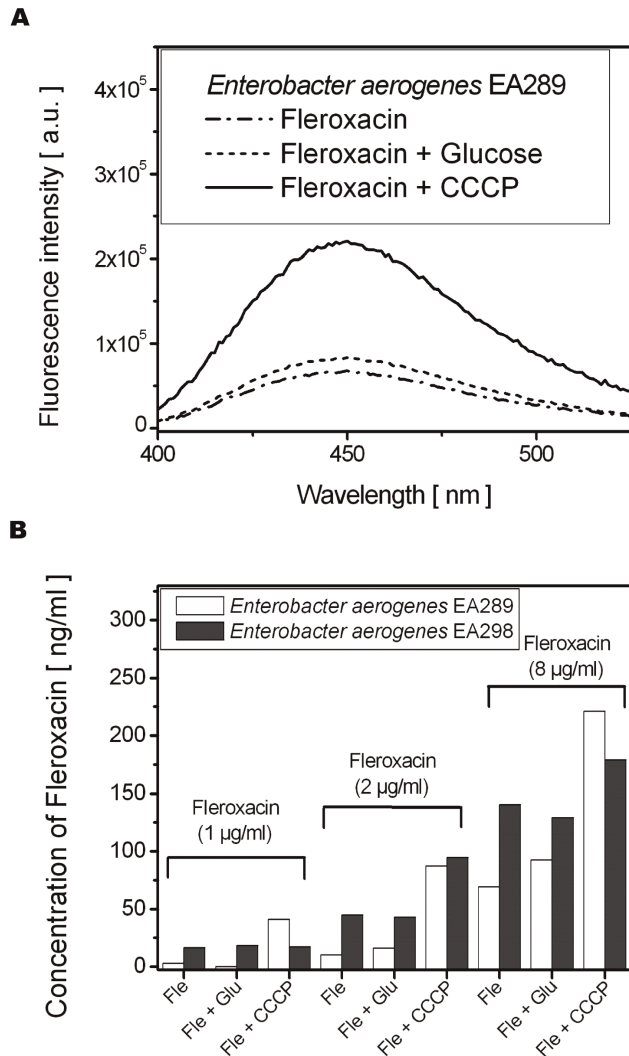 A
Fluorescence intensity [ a.u. ]
4x10⁵
3x10⁵
2x10⁵
1x10⁵
0
Enterobacter aerogenes EA289
Fleroxacin
Fleroxacin + Glucose
Fleroxacin + CCCP
400
450
500
Wavelength [ nm ]
B
Concentration of Fleroxacin [ ng/ml ]
300
250
200
150
100
50
0
Enterobacter aerogenes EA289
Enterobacter aerogenes EA298
Fleroxacin
(8 µg/ml)
Fleroxacin
(2 µg/ml)
Fleroxacin
(1 µg/ml)
Fle
Fle + Glu
Fle + CCCP
Fle
Fle + Glu
Fle + CCCP
Fle
Fle + Glu
Fle + CCCP